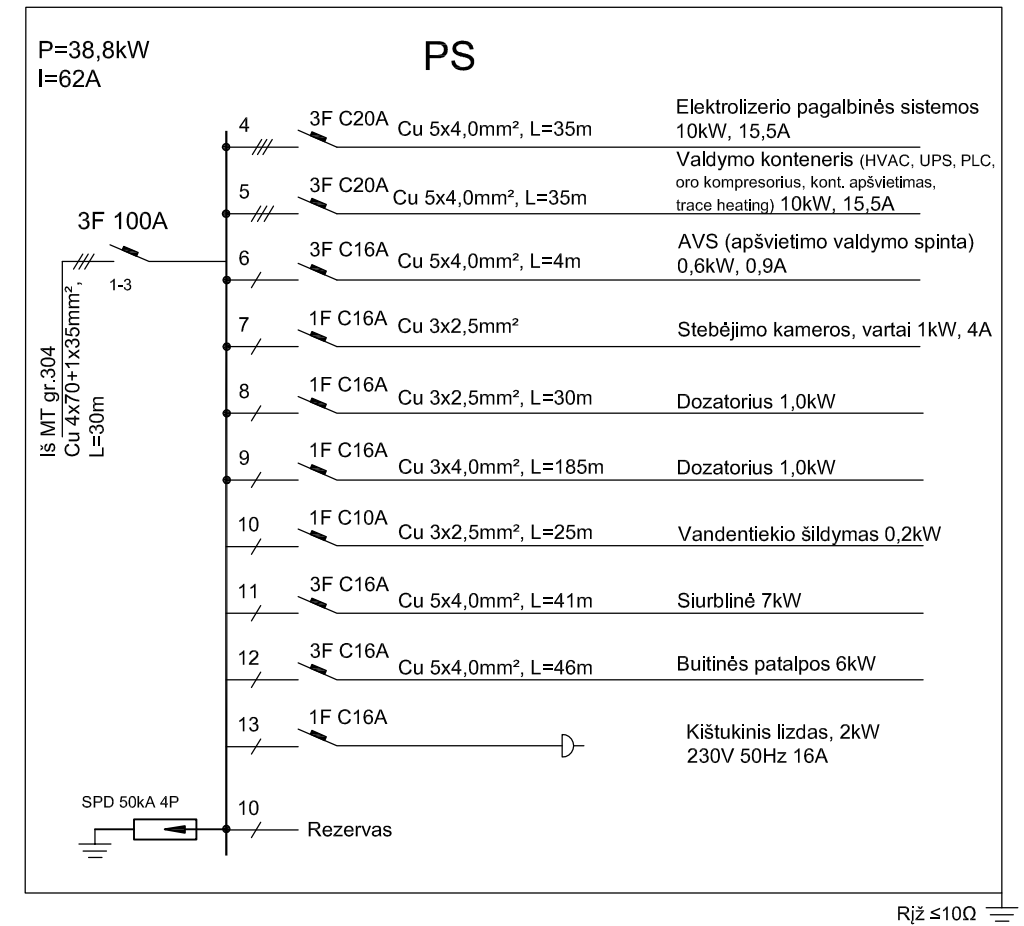 P=38,8kW
I=62A
PS
4
3F C20A
Cu 5x4,0mm², L=35m
Elektrolizerio pagalbinės sistemos
10kW, 15,5A
5
3F C20A
Cu 5x4,0mm², L=35m
Valdymo konteneris (HVAC, UPS, PLC,
oro kompresorius, kont. apšvietimas,
trace heating) 10kW, 15,5A
3F 100A
1-3
Iš MT gr.304
Cu 4x70+1x35mm²,
L=30m
6
3F C16A
Cu 5x4,0mm², L=4m
AVS (apšvietimo valdymo spinta)
0,6kW, 0,9A
7
1F C16A
Cu 3x2,5mm²
Stebėjimo kameros, vartai 1kW, 4A
8
1F C16A
Cu 3x2,5mm², L=30m
Dozatorius 1,0kW
9
1F C16A
Cu 3x4,0mm², L=185m
Dozatorius 1,0kW
10
1F C10A
Cu 3x2,5mm², L=25m
Vandentiekio šildymas 0,2kW
11
3F C16A
Cu 5x4,0mm², L=41m
Siurblinė 7kW
12
3F C16A
Cu 5x4,0mm², L=46m
Buitinės patalpos 6kW
13
1F C16A
Kištukinis lizdas, 2kW
230V 50Hz 16A
SPD 50kA 4P
10
Rezervas
Rįž ≤10Ω